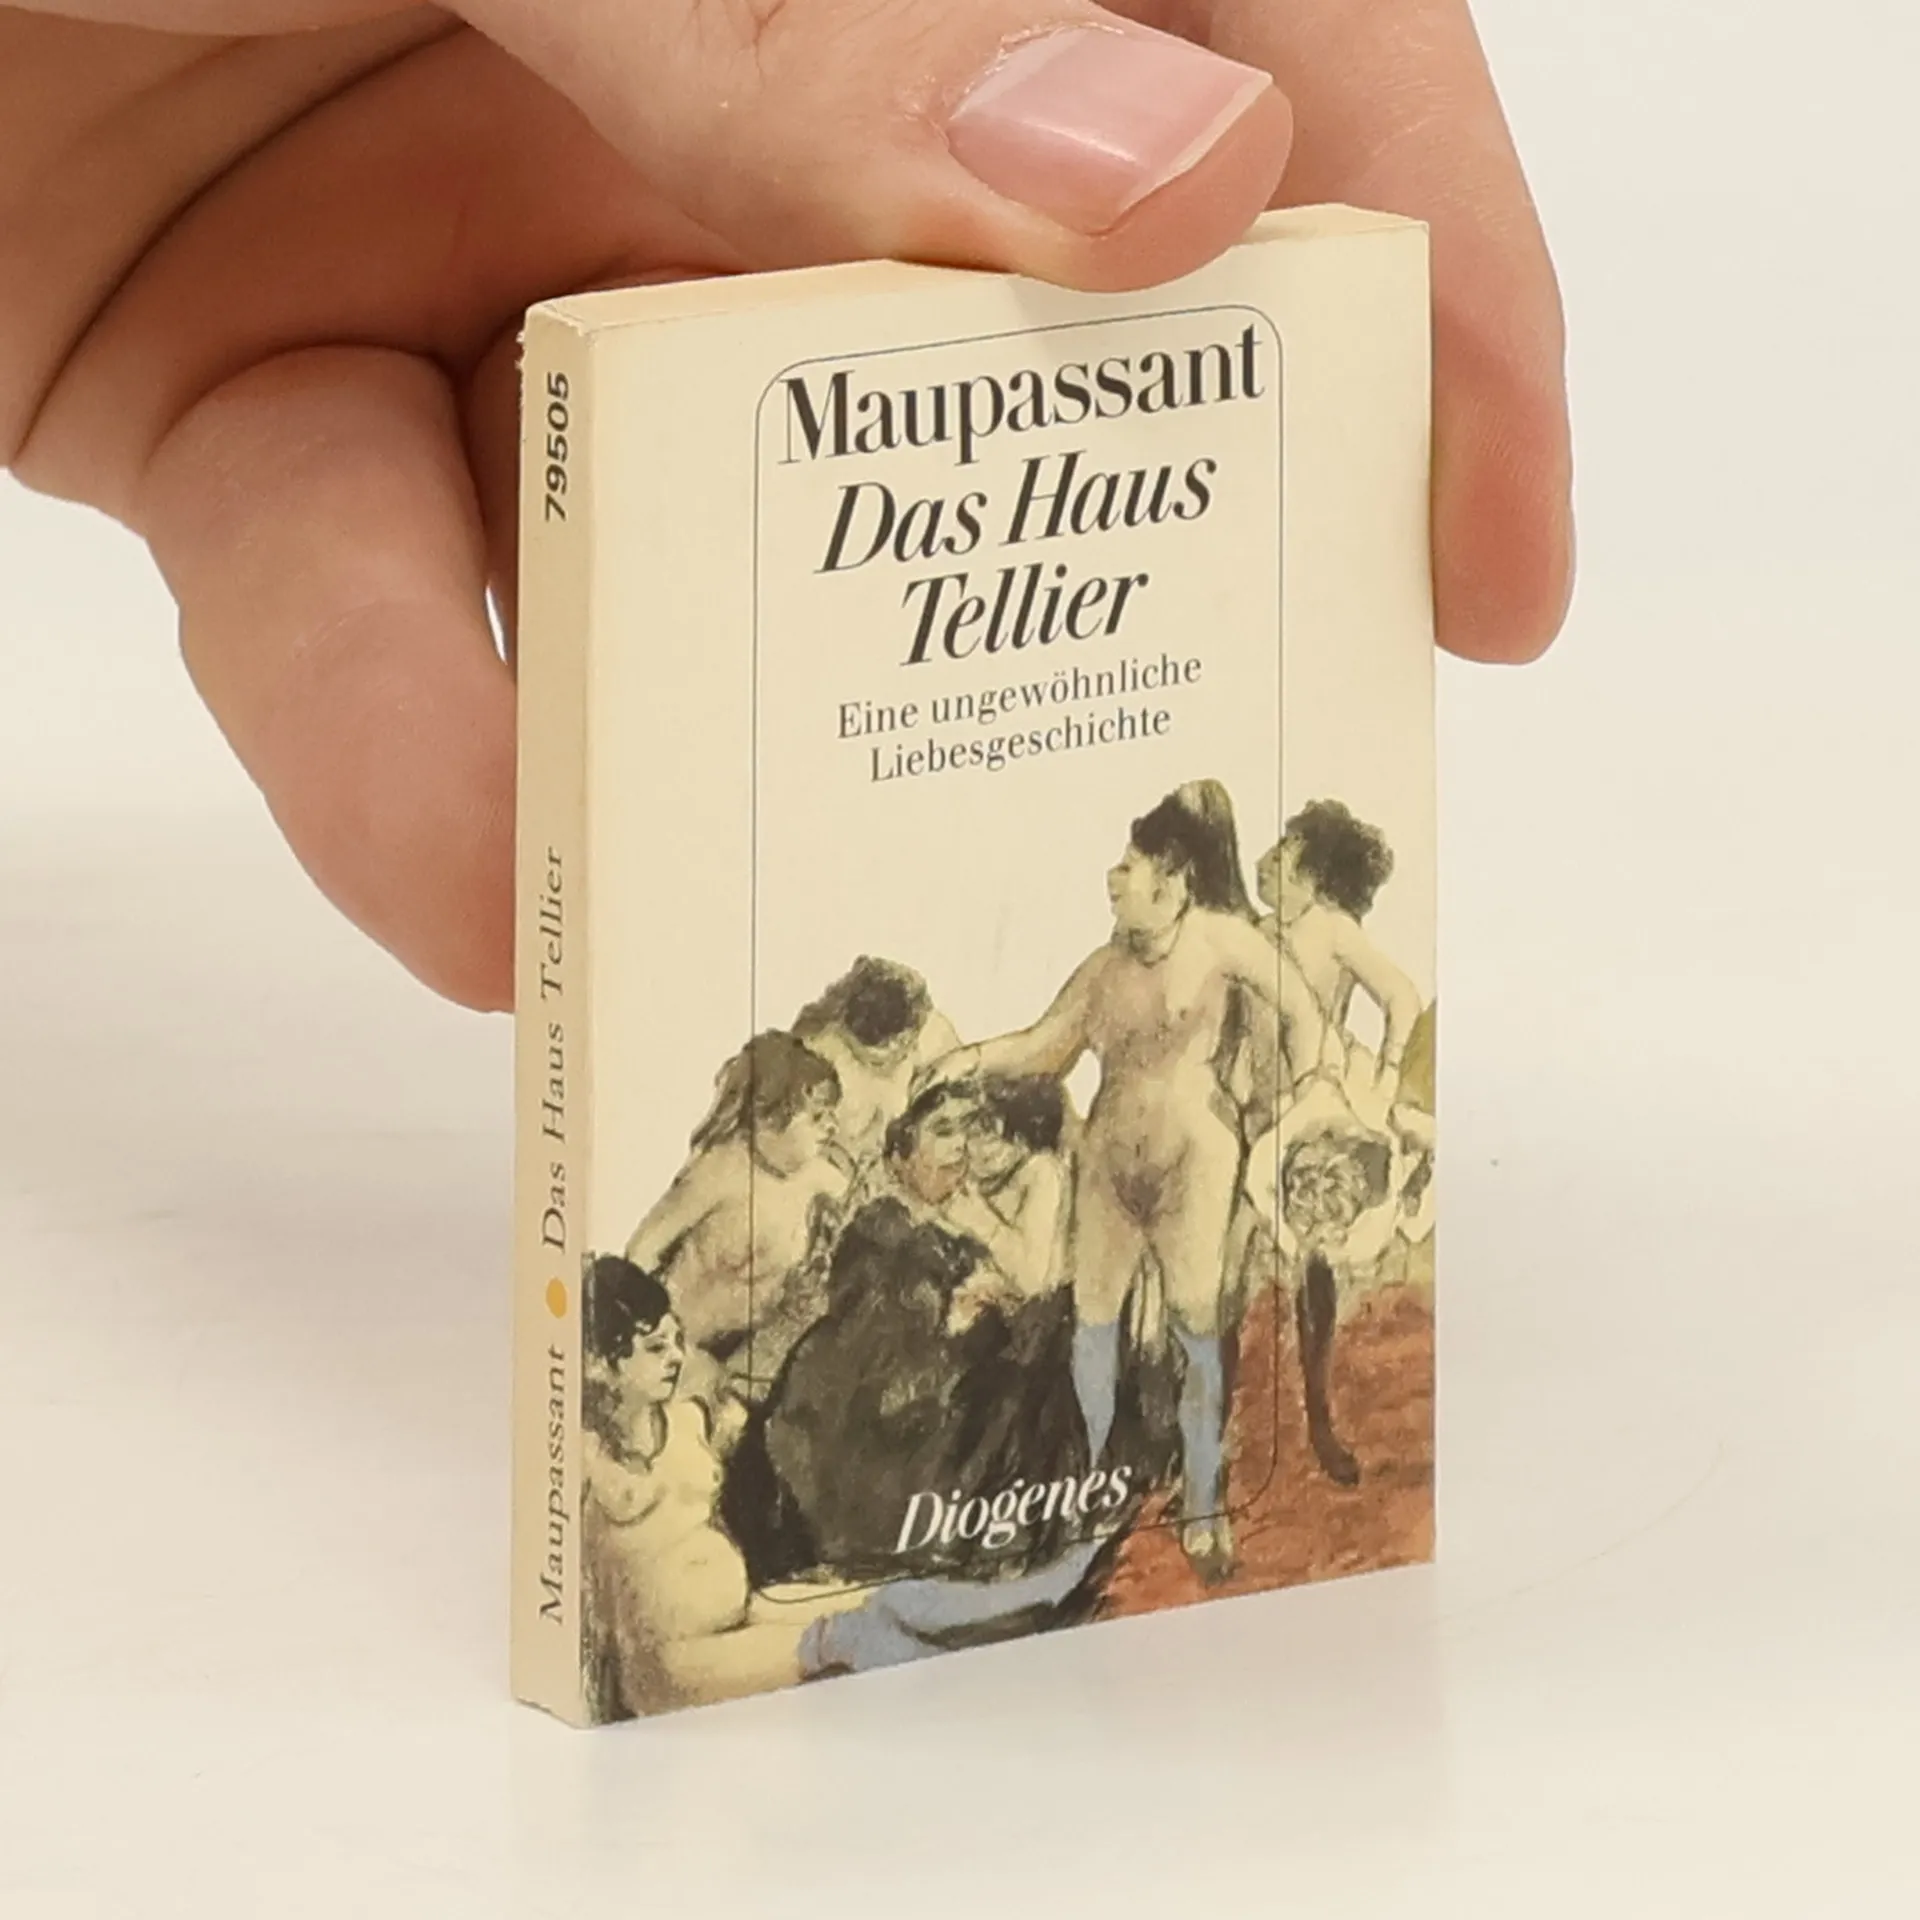 Maupassant
Das Haus
Tellier
Eine ungewöhnliche
Liebesgeschichte
Diogenes
Maupassant ● Das Haus Tellier 79505